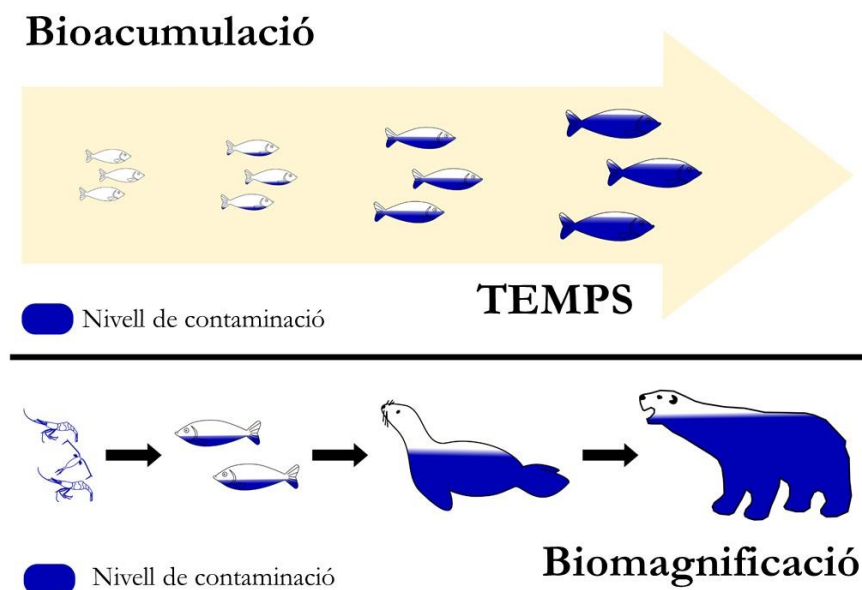 Bioacumulació
TEMPS
Nivell de contaminació
Nivell de contaminació
Biomagnificació